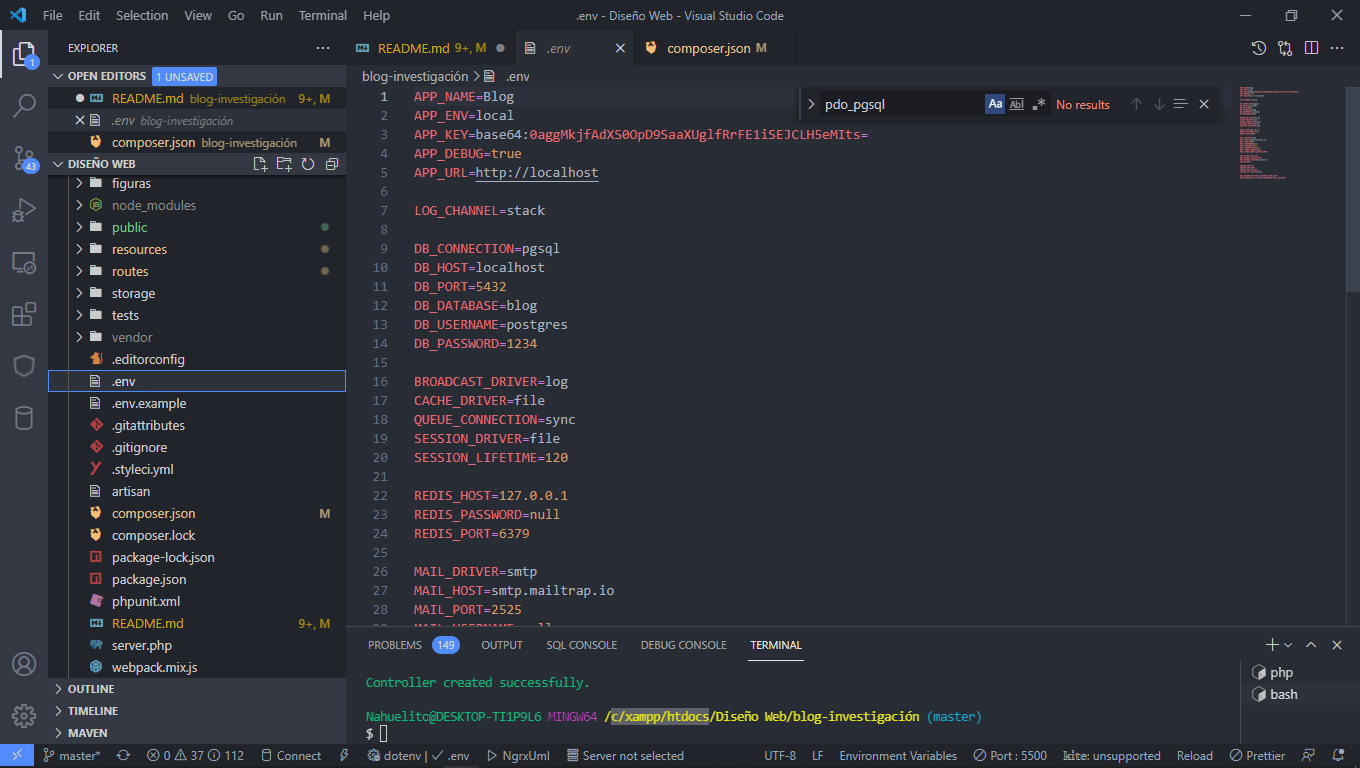 File Edit Selection View Go Run Terminal Help .env - Diseño Web - Visual Studio Code
EXPLORER
OPEN EDITORS 1 UNSAVED
README.md blog-investigación 9+, M
.env blog-investigación
composer.json blog-investigación M
DISEÑO WEB
figuras
node_modules
public
resources
routes
storage
tests
vendor
.editorconfig
.env
.env.example
.gitattributes
.gitignore
.styleci.yml
artisan
composer.json M
composer.lock
package-lock.json
package.json
phpunit.xml
README.md 9+, M
server.php
webpack.mix.js
OUTLINE
TIMELINE
MAVEN
1
43
README.md 9+, M .env composer.json M
blog-investigación > .env
pdo_pgsql Aa Abl .* No results
1 APP_NAME=Blog
2 APP_ENV=local
3 APP_KEY=base64:0aggMkjfAdXS0OpD9SaaXUglfRrFE1iSEJCLH5eMIts=
4 APP_DEBUG=true
5 APP_URL=http://localhost
6
7 LOG_CHANNEL=stack
8
9 DB_CONNECTION=pgsql
10 DB_HOST=localhost
11 DB_PORT=5432
12 DB_DATABASE=blog
13 DB_USERNAME=postgres
14 DB_PASSWORD=1234
15
16 BROADCAST_DRIVER=log
17 CACHE_DRIVER=file
18 QUEUE_CONNECTION=sync
19 SESSION_DRIVER=file
20 SESSION_LIFETIME=120
21
22 REDIS_HOST=127.0.0.1
23 REDIS_PASSWORD=null
24 REDIS_PORT=6379
25
26 MAIL_DRIVER=smtp
27 MAIL_HOST=smtp.mailtrap.io
28 MAIL_PORT=2525
PROBLEMS 149 OUTPUT SQL CONSOLE DEBUG CONSOLE TERMINAL
Controller created successfully.
Nahuelitc@DESKTOP-TI1P9L6 MINGW64 /c/xampp/htdocs/Diseño Web/blog-investigación (master)
$
php
bash
master* 0 37 112 Connect dotenv | .env NgrxUml Server not selected UTF-8 LF Environment Variables Port : 5500 kite: unsupported Reload Prettier